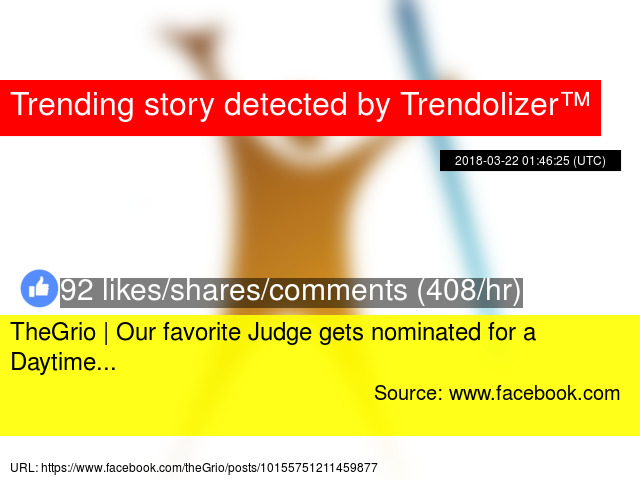 Trending story detected by Trendolizer™
2018-03-22 01:46:25 (UTC)
92 likes/shares/comments (408/hr)
TheGrio | Our favorite Judge gets nominated for a
Daytime...
Source: www.facebook.com
URL: https://www.facebook.com/theGrio/posts/10155751211459877